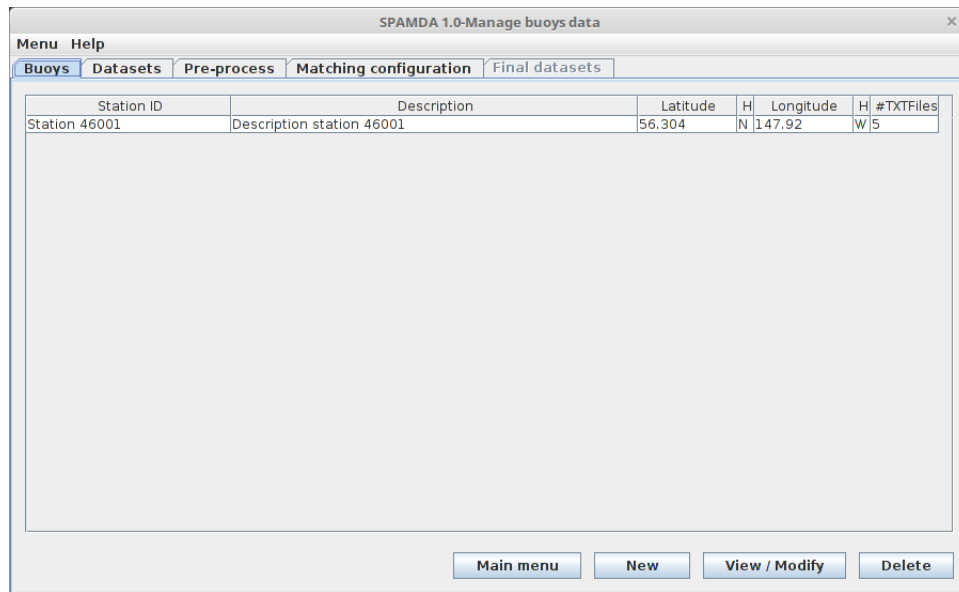 SPAMDA 1.0-Manage buoys data ×
Menu Help
Buoys Datasets Pre-process Matching configuration Final datasets
Station ID Description Latitude H Longitude H #TXTFiles
Station 46001 Description station 46001 56.304 N 147.92 W 5
Main menu New View / Modify Delete